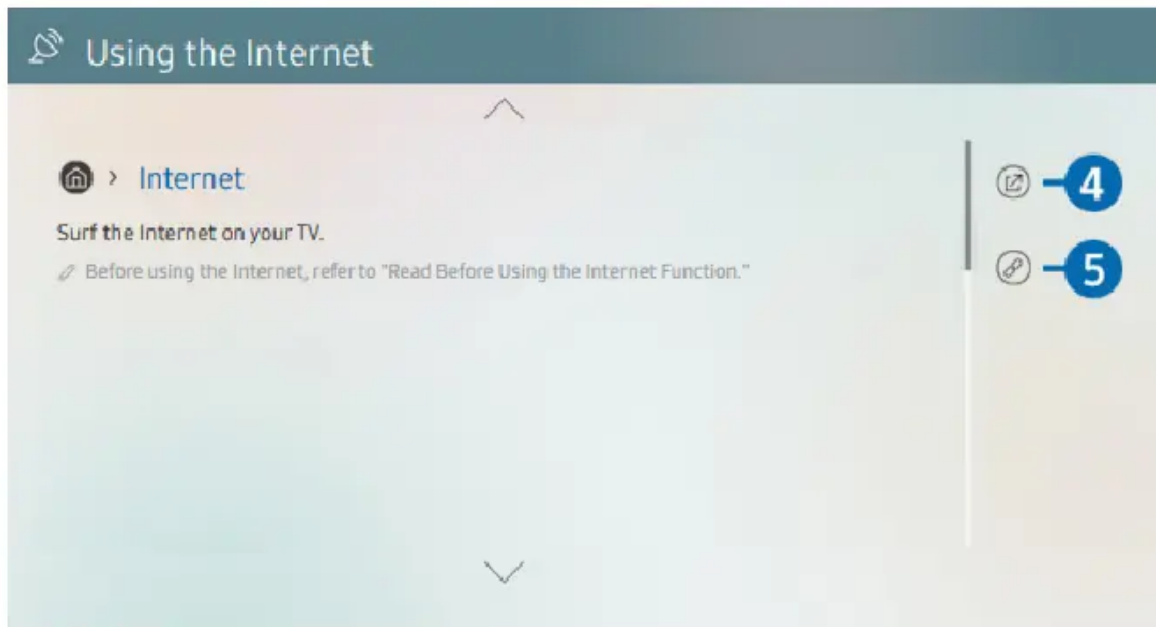 Using the Internet
> Internet
4
Surf the Internet on your TV.
Before using the Internet, refer to "Read Before Using the Internet Function."
5